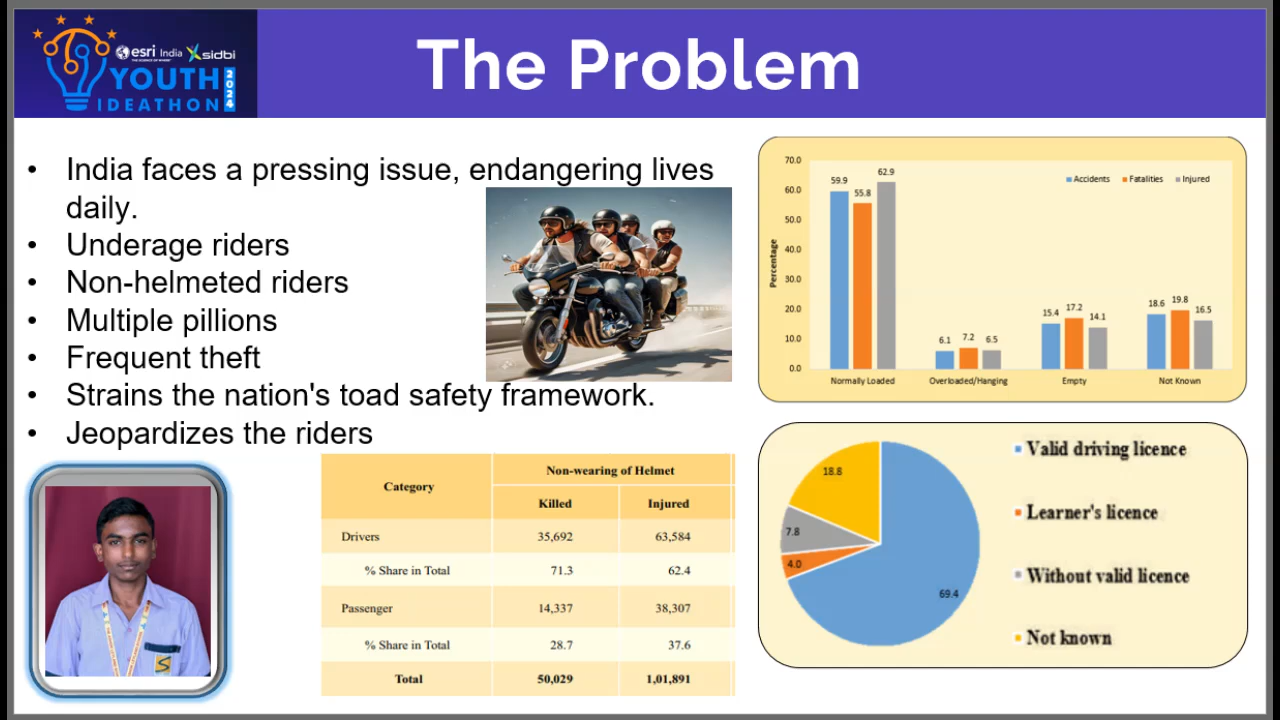 esri India
THE SCIENCE OF WHERE
sidbi
YOUTH
IDEATHON
2024
The Problem
• India faces a pressing issue, endangering lives
daily.
• Underage riders
• Non-helmeted riders
• Multiple pillions
• Frequent theft
• Strains the nation's toad safety framework.
• Jeopardizes the riders
70.0
60.0
50.0
40.0
30.0
20.0
10.0
0.0
Percentage
Accidents Fatalities Injured
59.9 55.8 62.9
6.1 7.2 6.5
15.4 17.2 14.1
18.6 19.8 16.5
Normally Loaded Overloaded/Hanging Empty Not Known
Category Non-wearing of Helmet
Killed Injured
Drivers 35,692 63,584
% Share in Total 71.3 62.4
Passenger 14,337 38,307
% Share in Total 28.7 37.6
Total 50,029 1,01,891
18.8
7.8
4.0
69.4
Valid driving licence
Learner's licence
Without valid licence
Not known
S